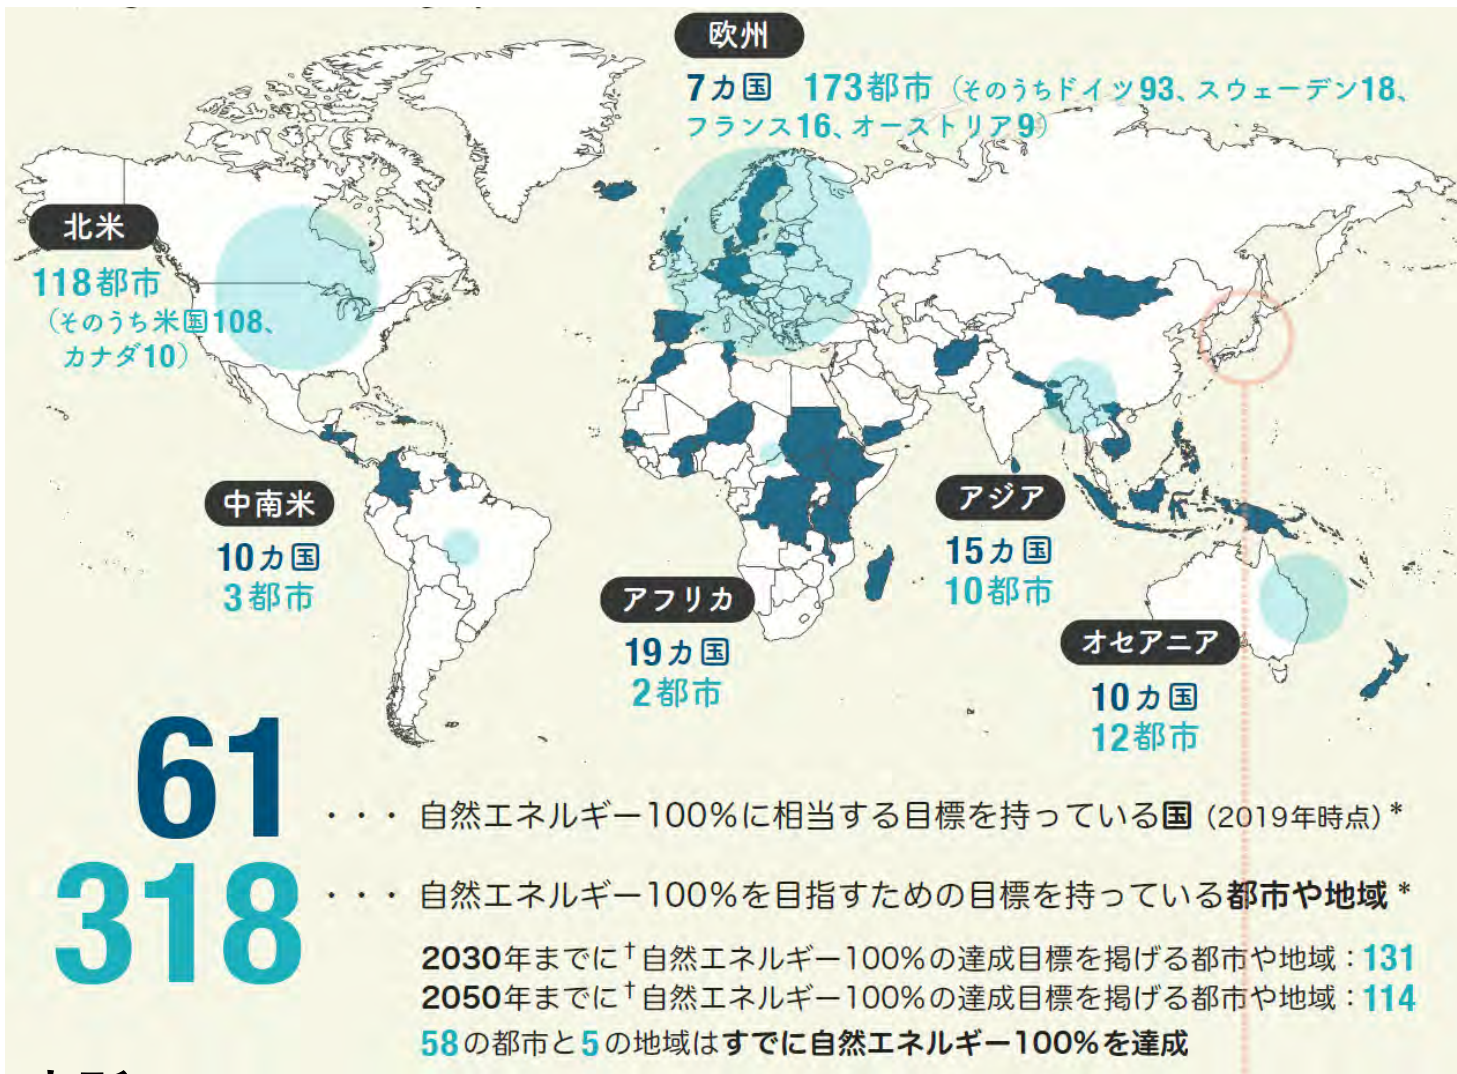 欧州
7カ国 173都市（そのうちドイツ93、スウェーデン18、
フランス16、オーストリア9）
北米
118都市
（そのうち米国108、
カナダ10）
中南米
10カ国
3都市
アフリカ
19カ国
2都市
アジア
15カ国
10都市
オセアニア
10カ国
12都市
61 ・・・ 自然エネルギー100%に相当する目標を持っている国（2019年時点）*
318 ・・・ 自然エネルギー100%を目指すための目標を持っている都市や地域 *
2030年までに†自然エネルギー100%の達成目標を掲げる都市や地域：131
2050年までに†自然エネルギー100%の達成目標を掲げる都市や地域：114
58の都市と5の地域はすでに自然エネルギー100%を達成